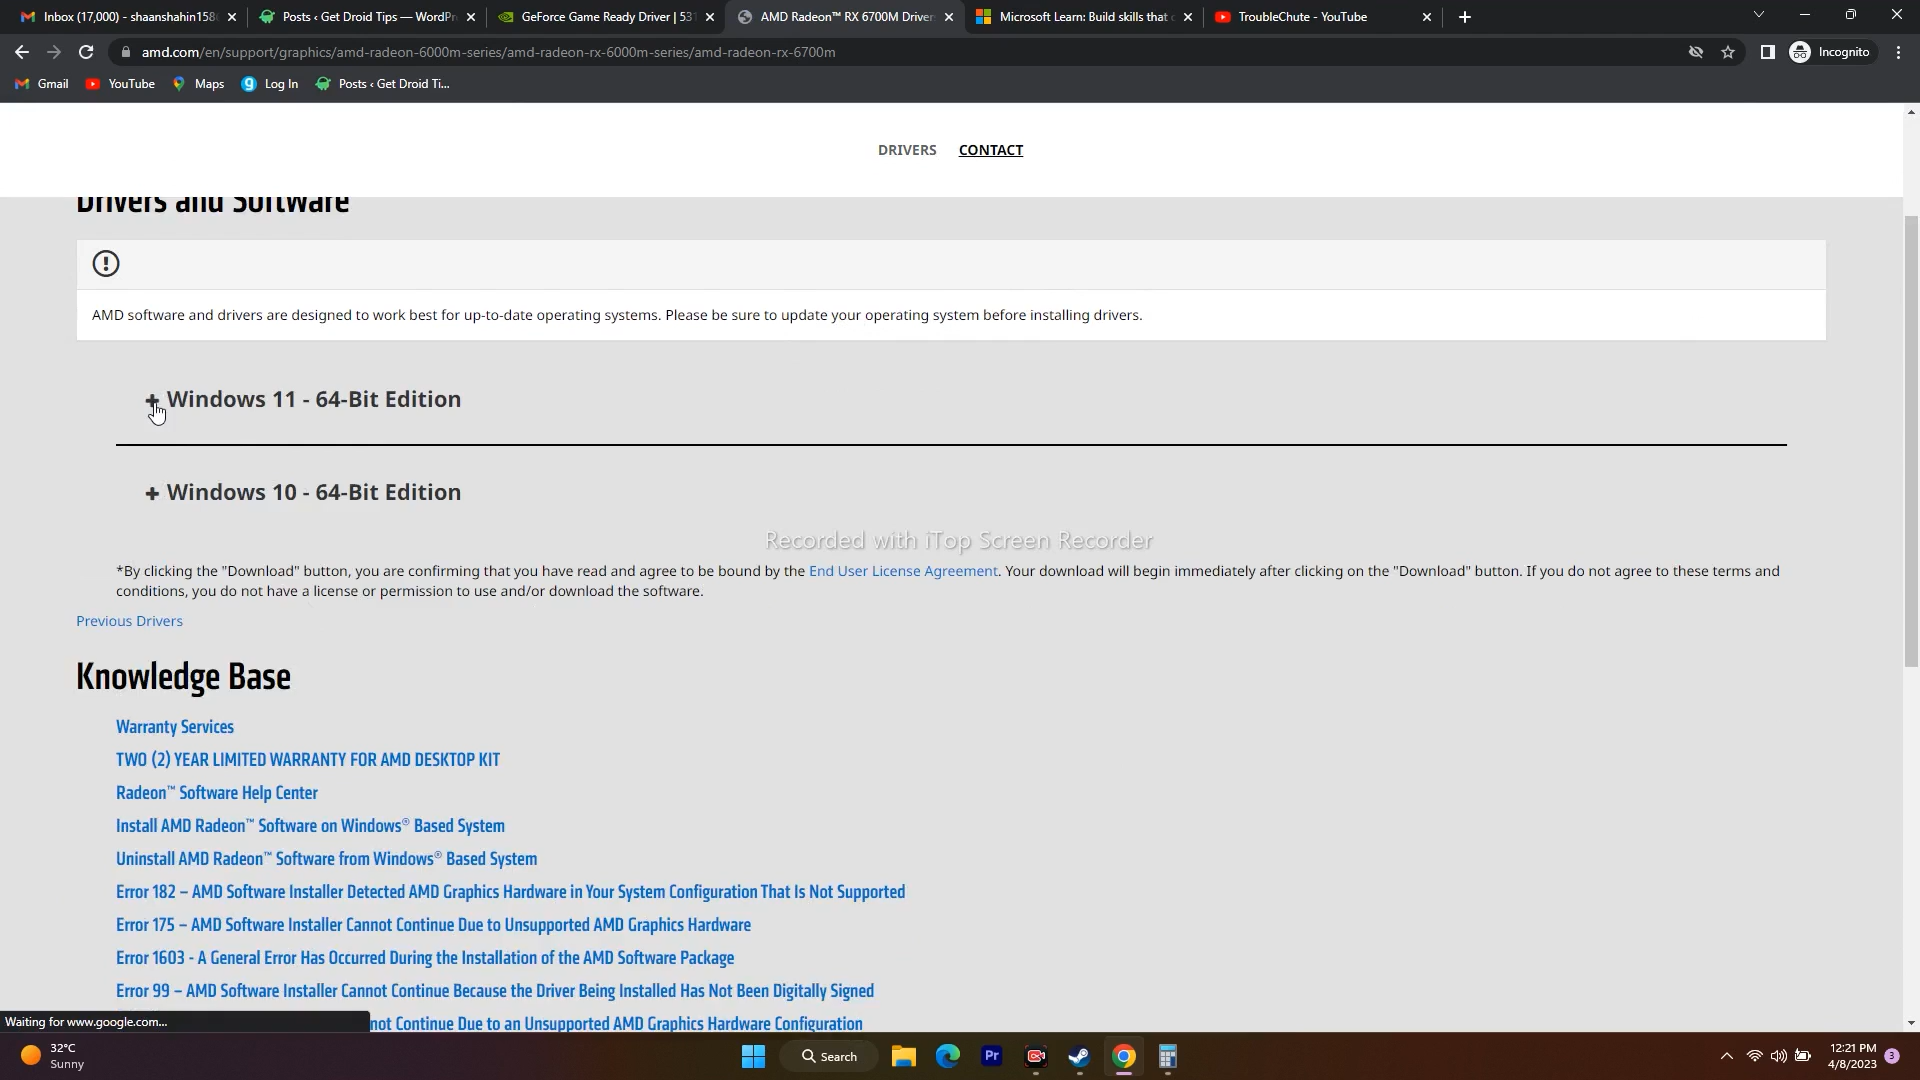 Inbox (17,000) - shaanshahin158
Posts ‹ Get Droid Tips — WordPr
GeForce Game Ready Driver | 531
AMD Radeon™ RX 6700M Driver
Microsoft Learn: Build skills that
TroubleChute - YouTube
amd.com/en/support/graphics/amd-radeon-6000m-series/amd-radeon-rx-6000m-series/amd-radeon-rx-6700m
Incognito
Gmail
YouTube
Maps
Log In
Posts ‹ Get Droid Ti...
DRIVERS
CONTACT
Drivers and Software
AMD software and drivers are designed to work best for up-to-date operating systems. Please be sure to update your operating system before installing drivers.
Windows 11 - 64-Bit Edition
Windows 10 - 64-Bit Edition
Recorded with iTop Screen Recorder
*By clicking the "Download" button, you are confirming that you have read and agree to be bound by the End User License Agreement. Your download will begin immediately after clicking on the "Download" button. If you do not agree to these terms and
conditions, you do not have a license or permission to use and/or download the software.
Previous Drivers
Knowledge Base
Warranty Services
TWO (2) YEAR LIMITED WARRANTY FOR AMD DESKTOP KIT
Radeon™ Software Help Center
Install AMD Radeon™ Software on Windows® Based System
Uninstall AMD Radeon™ Software from Windows® Based System
Error 182 – AMD Software Installer Detected AMD Graphics Hardware in Your System Configuration That Is Not Supported
Error 175 – AMD Software Installer Cannot Continue Due to Unsupported AMD Graphics Hardware
Error 1603 - A General Error Has Occurred During the Installation of the AMD Software Package
Error 99 – AMD Software Installer Cannot Continue Because the Driver Being Installed Has Not Been Digitally Signed
not Continue Due to an Unsupported AMD Graphics Hardware Configuration
Waiting for www.google.com...
32°C
Sunny
Search
Pr
12:21 PM
4/8/2023
3